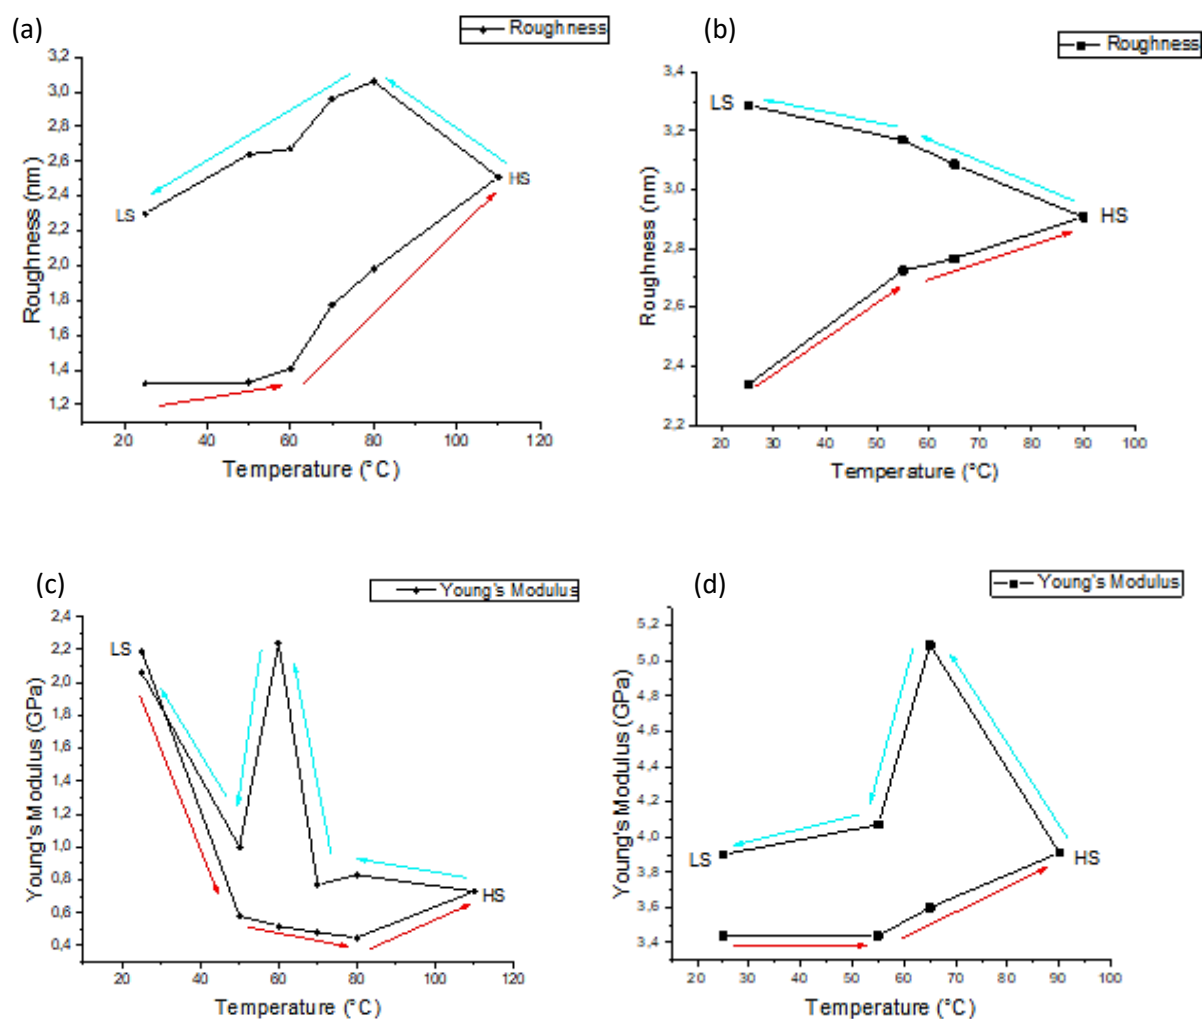 (a)
Roughness
3,2
3,0
2,8
2,6
2,4
2,2
2,0
1,8
1,6
1,4
1,2
Roughness (nm)
LS
HS
20
40
60
80
100
120
Temperature (°C)
(b)
Roughness
3,4
3,2
3,0
2,8
2,6
2,4
2,2
Roughness (nm)
LS
HS
20
30
40
50
60
70
80
90
100
Temperature (°C)
(c)
Young's Modulus
2,4
2,2
2,0
1,8
1,6
1,4
1,2
1,0
0,8
0,6
0,4
Young's Modulus (GPa)
LS
HS
20
40
60
80
100
120
Temperature (°C)
(d)
Young's Modulus
5,2
5,0
4,8
4,6
4,4
4,2
4,0
3,8
3,6
3,4
Young's Modulus (GPa)
LS
HS
20
30
40
50
60
70
80
90
100
Temperature (°C)